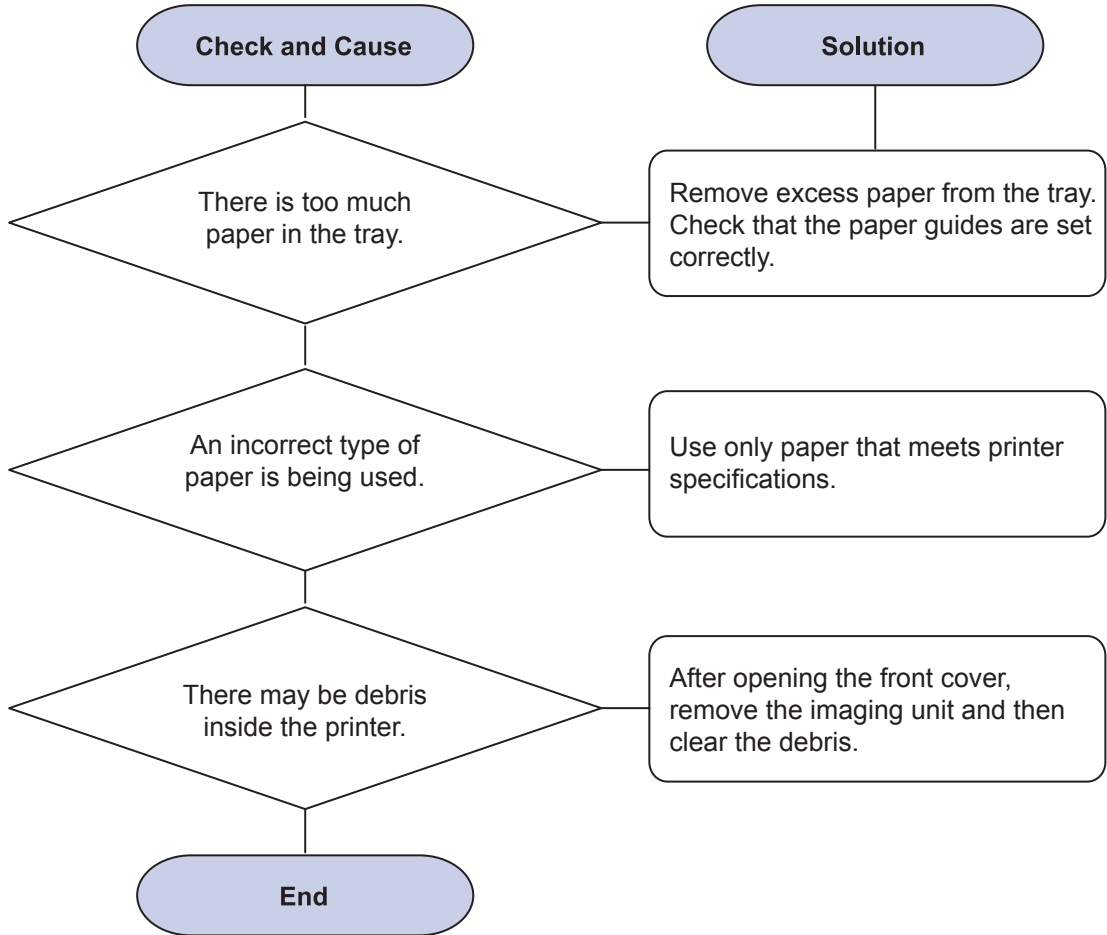 Check and Cause
Solution
There is too much
paper in the tray.
Remove excess paper from the tray.
Check that the paper guides are set
correctly.
An incorrect type of
paper is being used.
Use only paper that meets printer
specifications.
There may be debris
inside the printer.
After opening the front cover,
remove the imaging unit and then
clear the debris.
End